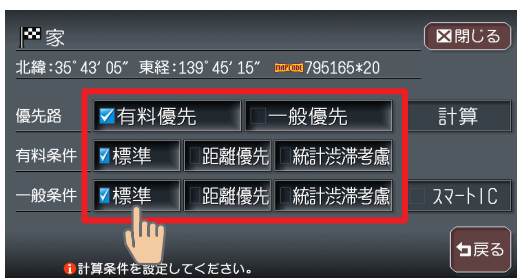 家 閉じる
北緯:35°43'05" 東経:139°45'15" MAPCODE 795165*20
優先路 有料優先 一般優先 計算
有料条件 標準 距離優先 統計渋滞考慮
一般条件 標準 距離優先 統計渋滞考慮 スマートIC
戻る
計算条件を設定してください。